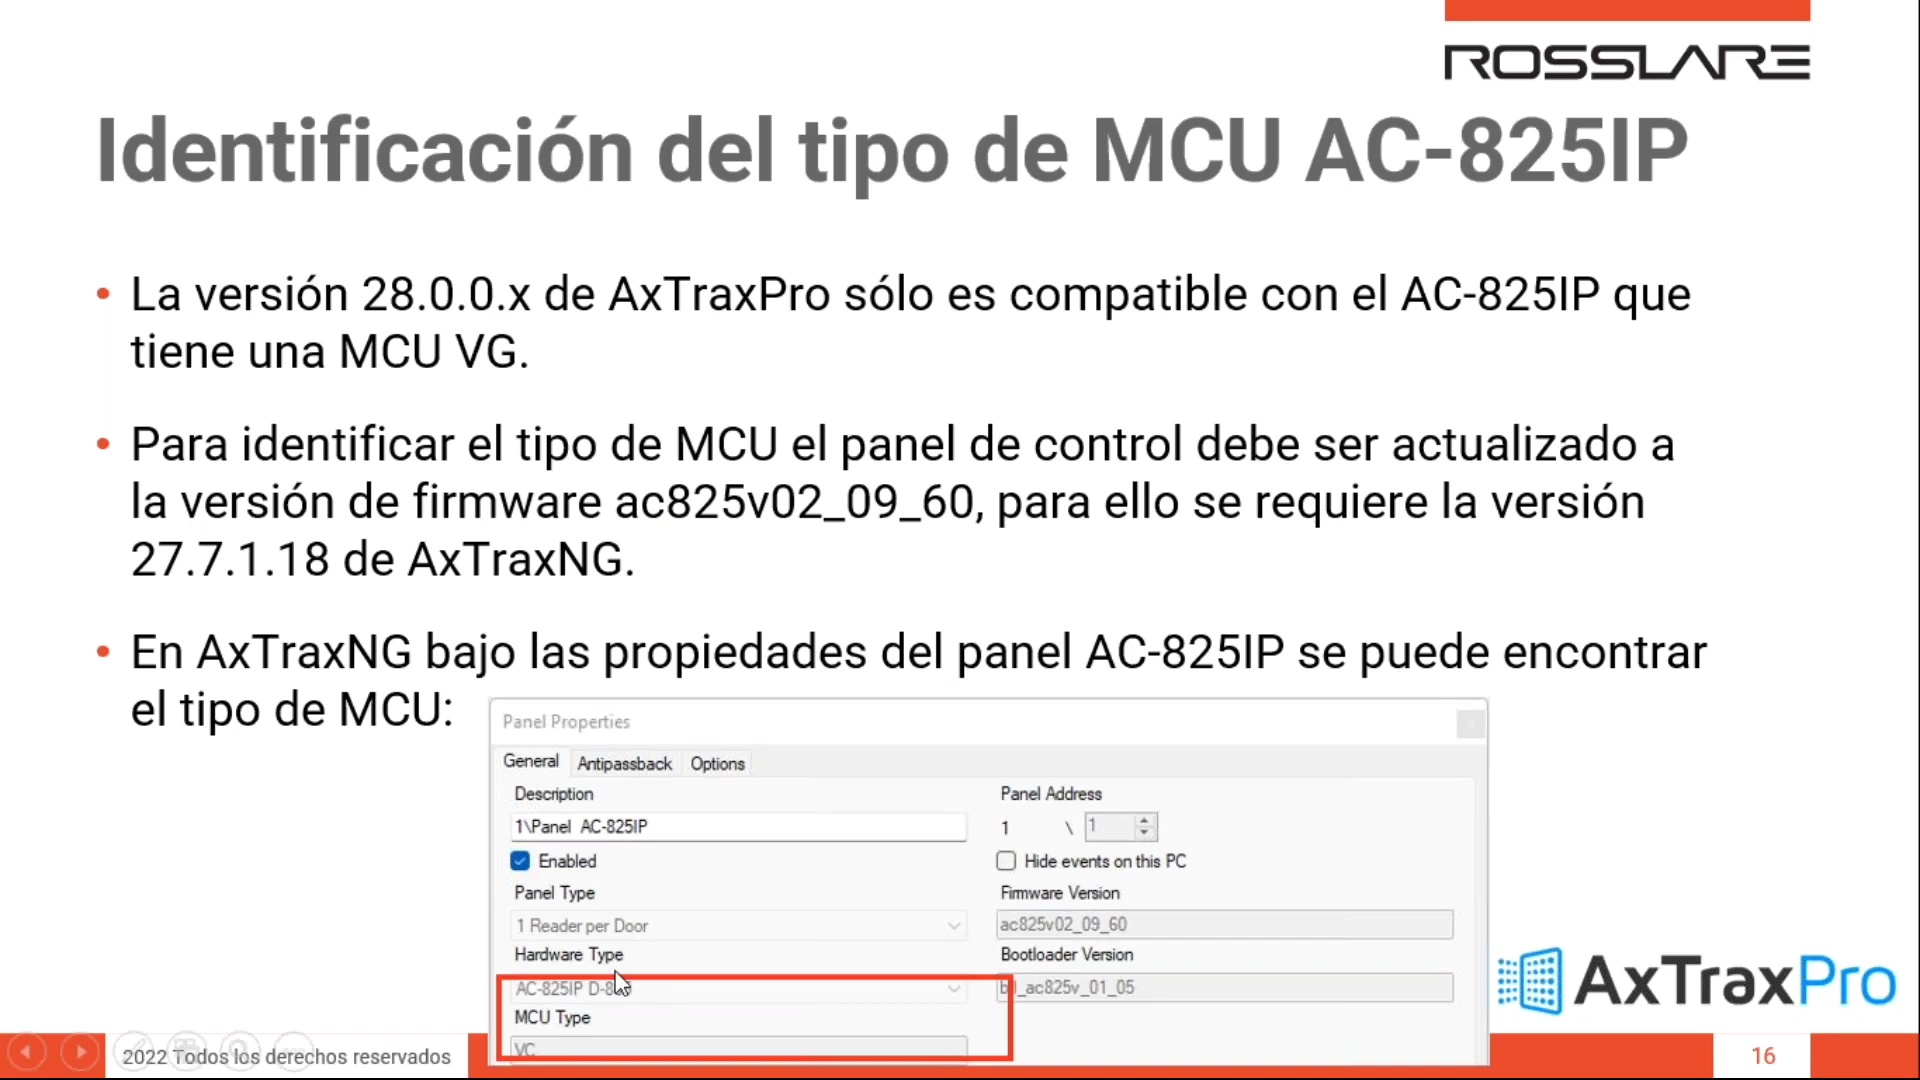 ROSSLARE
Identificación del tipo de MCU AC-825IP
• La versión 28.0.0.x de AxTraxPro sólo es compatible con el AC-825IP que
tiene una MCU VG.
• Para identificar el tipo de MCU el panel de control debe ser actualizado a
la versión de firmware ac825v02_09_60, para ello se requiere la versión
27.7.1.18 de AxTraxNG.
• En AxTraxNG bajo las propiedades del panel AC-825IP se puede encontrar
el tipo de MCU:
Panel Properties
General Antipassback Options
Description Panel Address
1\Panel AC-825IP 1 \ 1
Enabled Hide events on this PC
Panel Type Firmware Version
1 Reader per Door ac825v02_09_60
Hardware Type Bootloader Version
AC-825IP
MCU Type
AxTraxPro
2022 Todos los derechos reservados
16